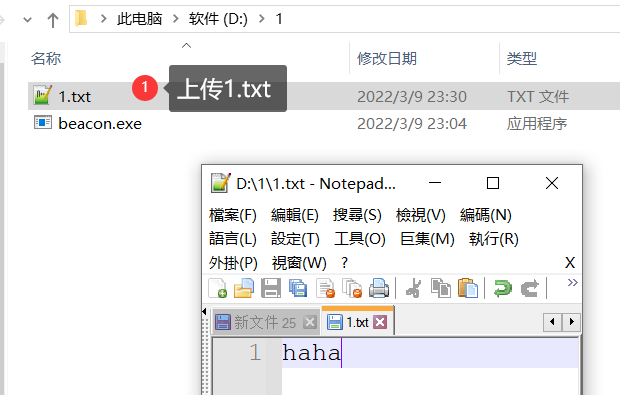 此电脑 > 软件 (D:) > 1
名称 修改日期 类型
1.txt 2022/3/9 23:30 TXT 文件
1 上传1.txt
beacon.exe 2022/3/9 23:04 应用程序
D:\1\1.txt - Notepad...
檔案(F) 編輯(E) 搜尋(S) 檢視(V) 編碼(N)
語言(L) 設定(T) 工具(O) 巨集(M) 執行(R)
外掛(P) 視窗(W) ? X
新文件 25 1.txt
1 haha